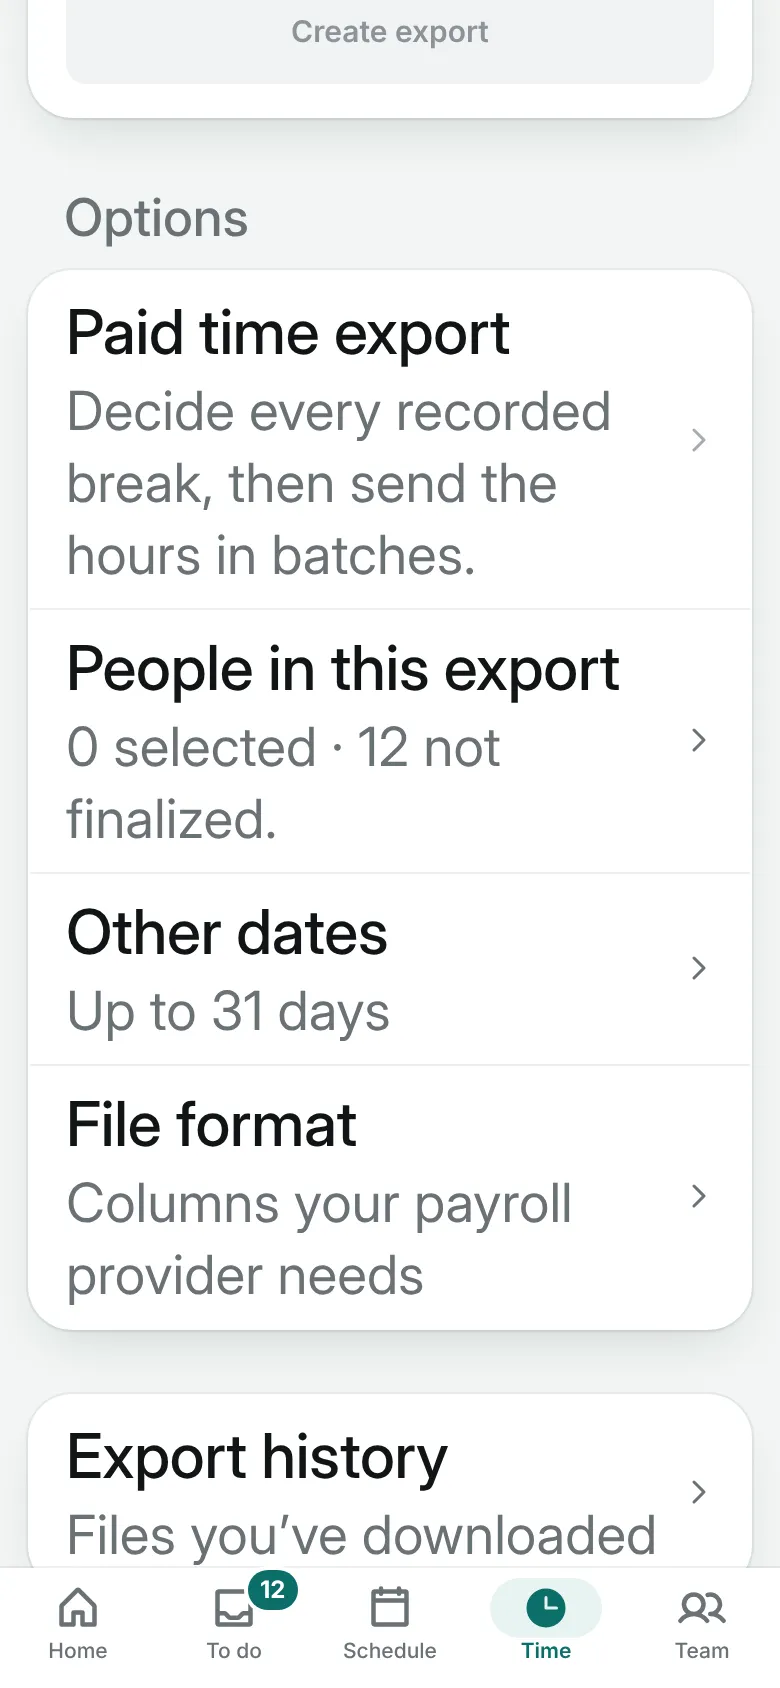 Create export
Options
Paid time export
Decide every recorded
break, then send the
hours in batches.
People in this export
0 selected · 12 not
finalized.
Other dates
Up to 31 days
File format
Columns your payroll
provider needs
Export history
Files you’ve downloaded
12
Home
To do
Schedule
Time
Team